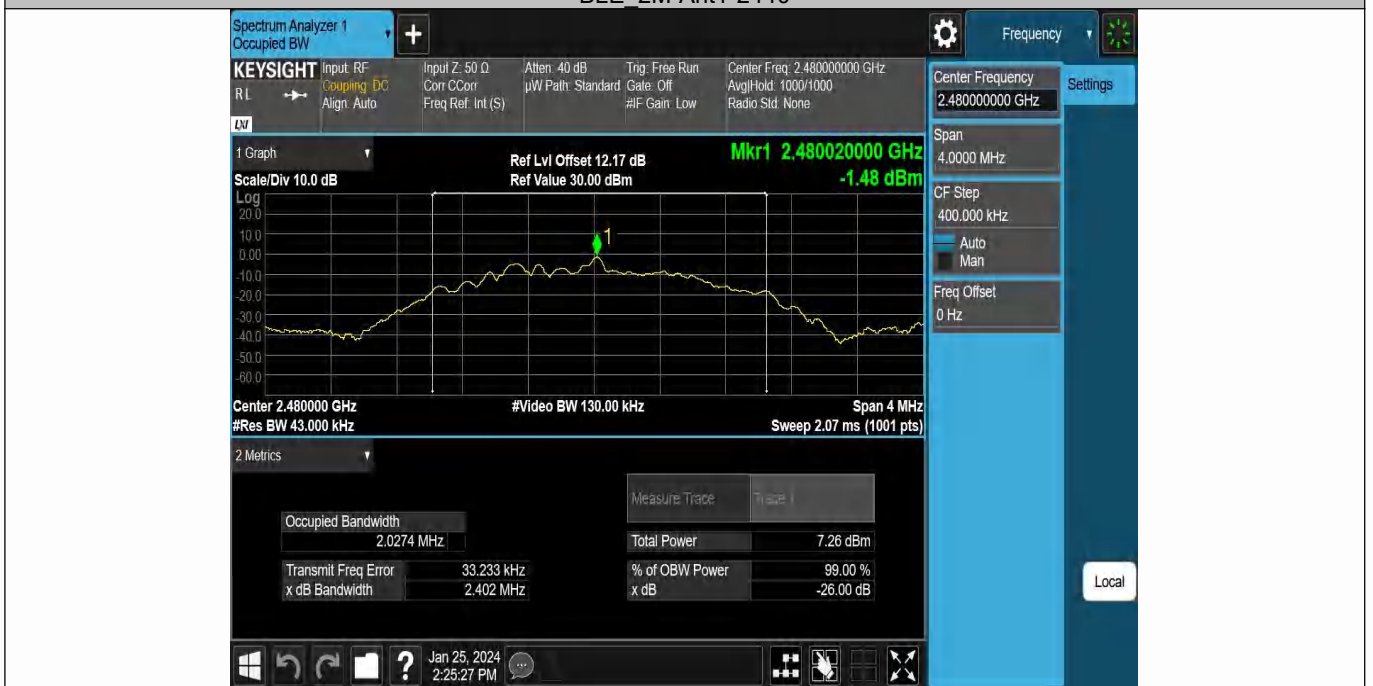 Spectrum Analyzer 1
Occupied BW
+
Frequency
KEYSIGHT
Input: RF
Coupling: DC
Align: Auto
Input Z: 50 Ω
Corr CCorr
Freq Ref: Int (S)
Atten: 40 dB
µW Path: Standard
Trig: Free Run
Gate: Off
#IF Gain: Low
Center Freq: 2.480000000 GHz
Avg|Hold: 1000/1000
Radio Std: None
RL
LXI
Center Frequency
2.480000000 GHz
Settings
Span
4.0000 MHz
CF Step
400.000 kHz
Auto
Man
Freq Offset
0 Hz
Local
1 Graph
Scale/Div 10.0 dB
Ref Lvl Offset 12.17 dB
Ref Value 30.00 dBm
Mkr1 2.480020000 GHz
-1.48 dBm
Log
20.0
10.0
0.00
-10.0
-20.0
-30.0
-40.0
-50.0
-60.0
1
Center 2.480000 GHz
#Video BW 130.00 kHz
Span 4 MHz
#Res BW 43.000 kHz
Sweep 2.07 ms (1001 pts)
2 Metrics
Measure Trace Trace 1
Occupied Bandwidth
2.0274 MHz
Total Power 7.26 dBm
Transmit Freq Error 33.233 kHz
% of OBW Power 99.00 %
x dB Bandwidth 2.402 MHz
x dB -26.00 dB
?
Jan 25, 2024
2:25:27 PM